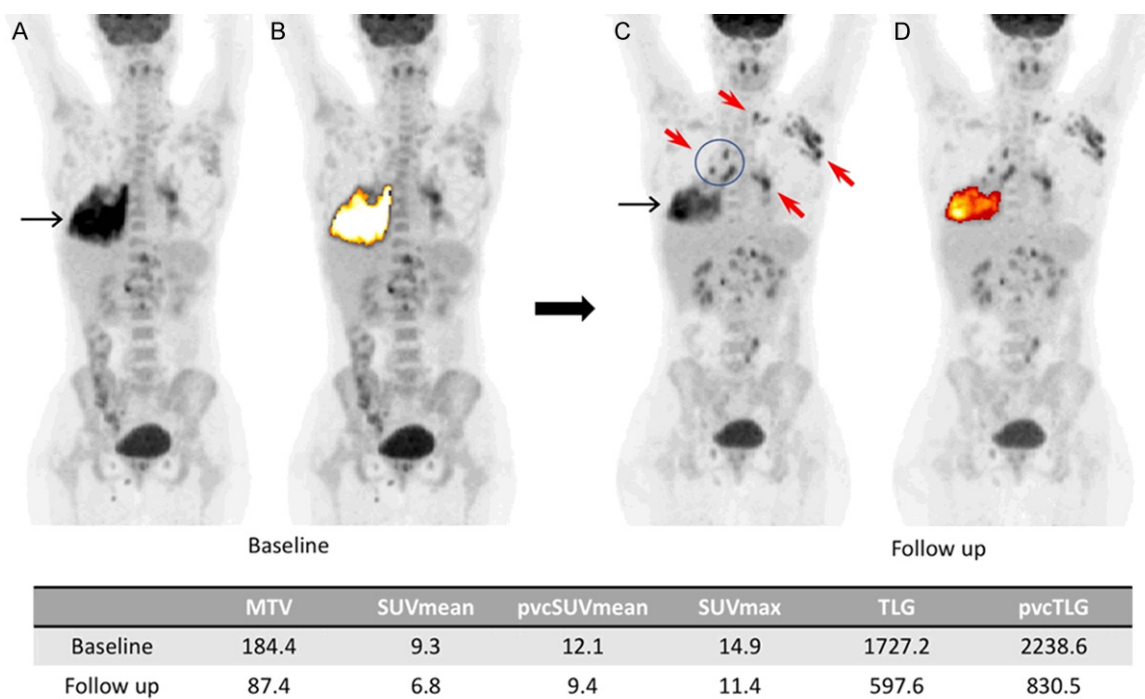 A B C D
Baseline Follow up
MTV SUVmean pvcSUVmean SUVmax TLG pvcTLG
Baseline 184.4 9.3 12.1 14.9 1727.2 2238.6
Follow up 87.4 6.8 9.4 11.4 597.6 830.5